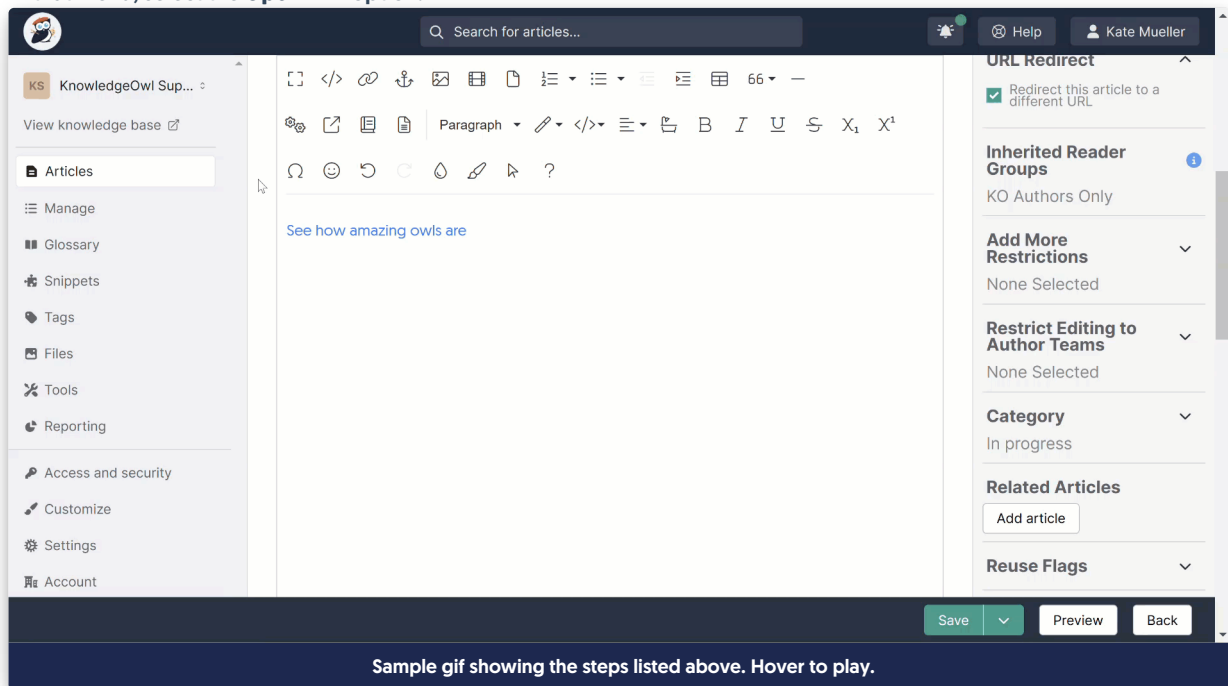 Search for articles...
Help
Kate Mueller
KS
KnowledgeOwl Sup...
View knowledge base
Articles
Manage
Glossary
Snippets
Tags
Files
Tools
Reporting
Access and security
Customize
Settings
Account
66
Paragraph
B I U S X₁ X¹
Ω
?
See how amazing owls are
URL Redirect
Redirect this article to a
different URL
Inherited Reader
Groups
KO Authors Only
Add More
Restrictions
None Selected
Restrict Editing to
Author Teams
None Selected
Category
In progress
Related Articles
Add article
Reuse Flags
Save
Preview
Back
Sample gif showing the steps listed above. Hover to play.